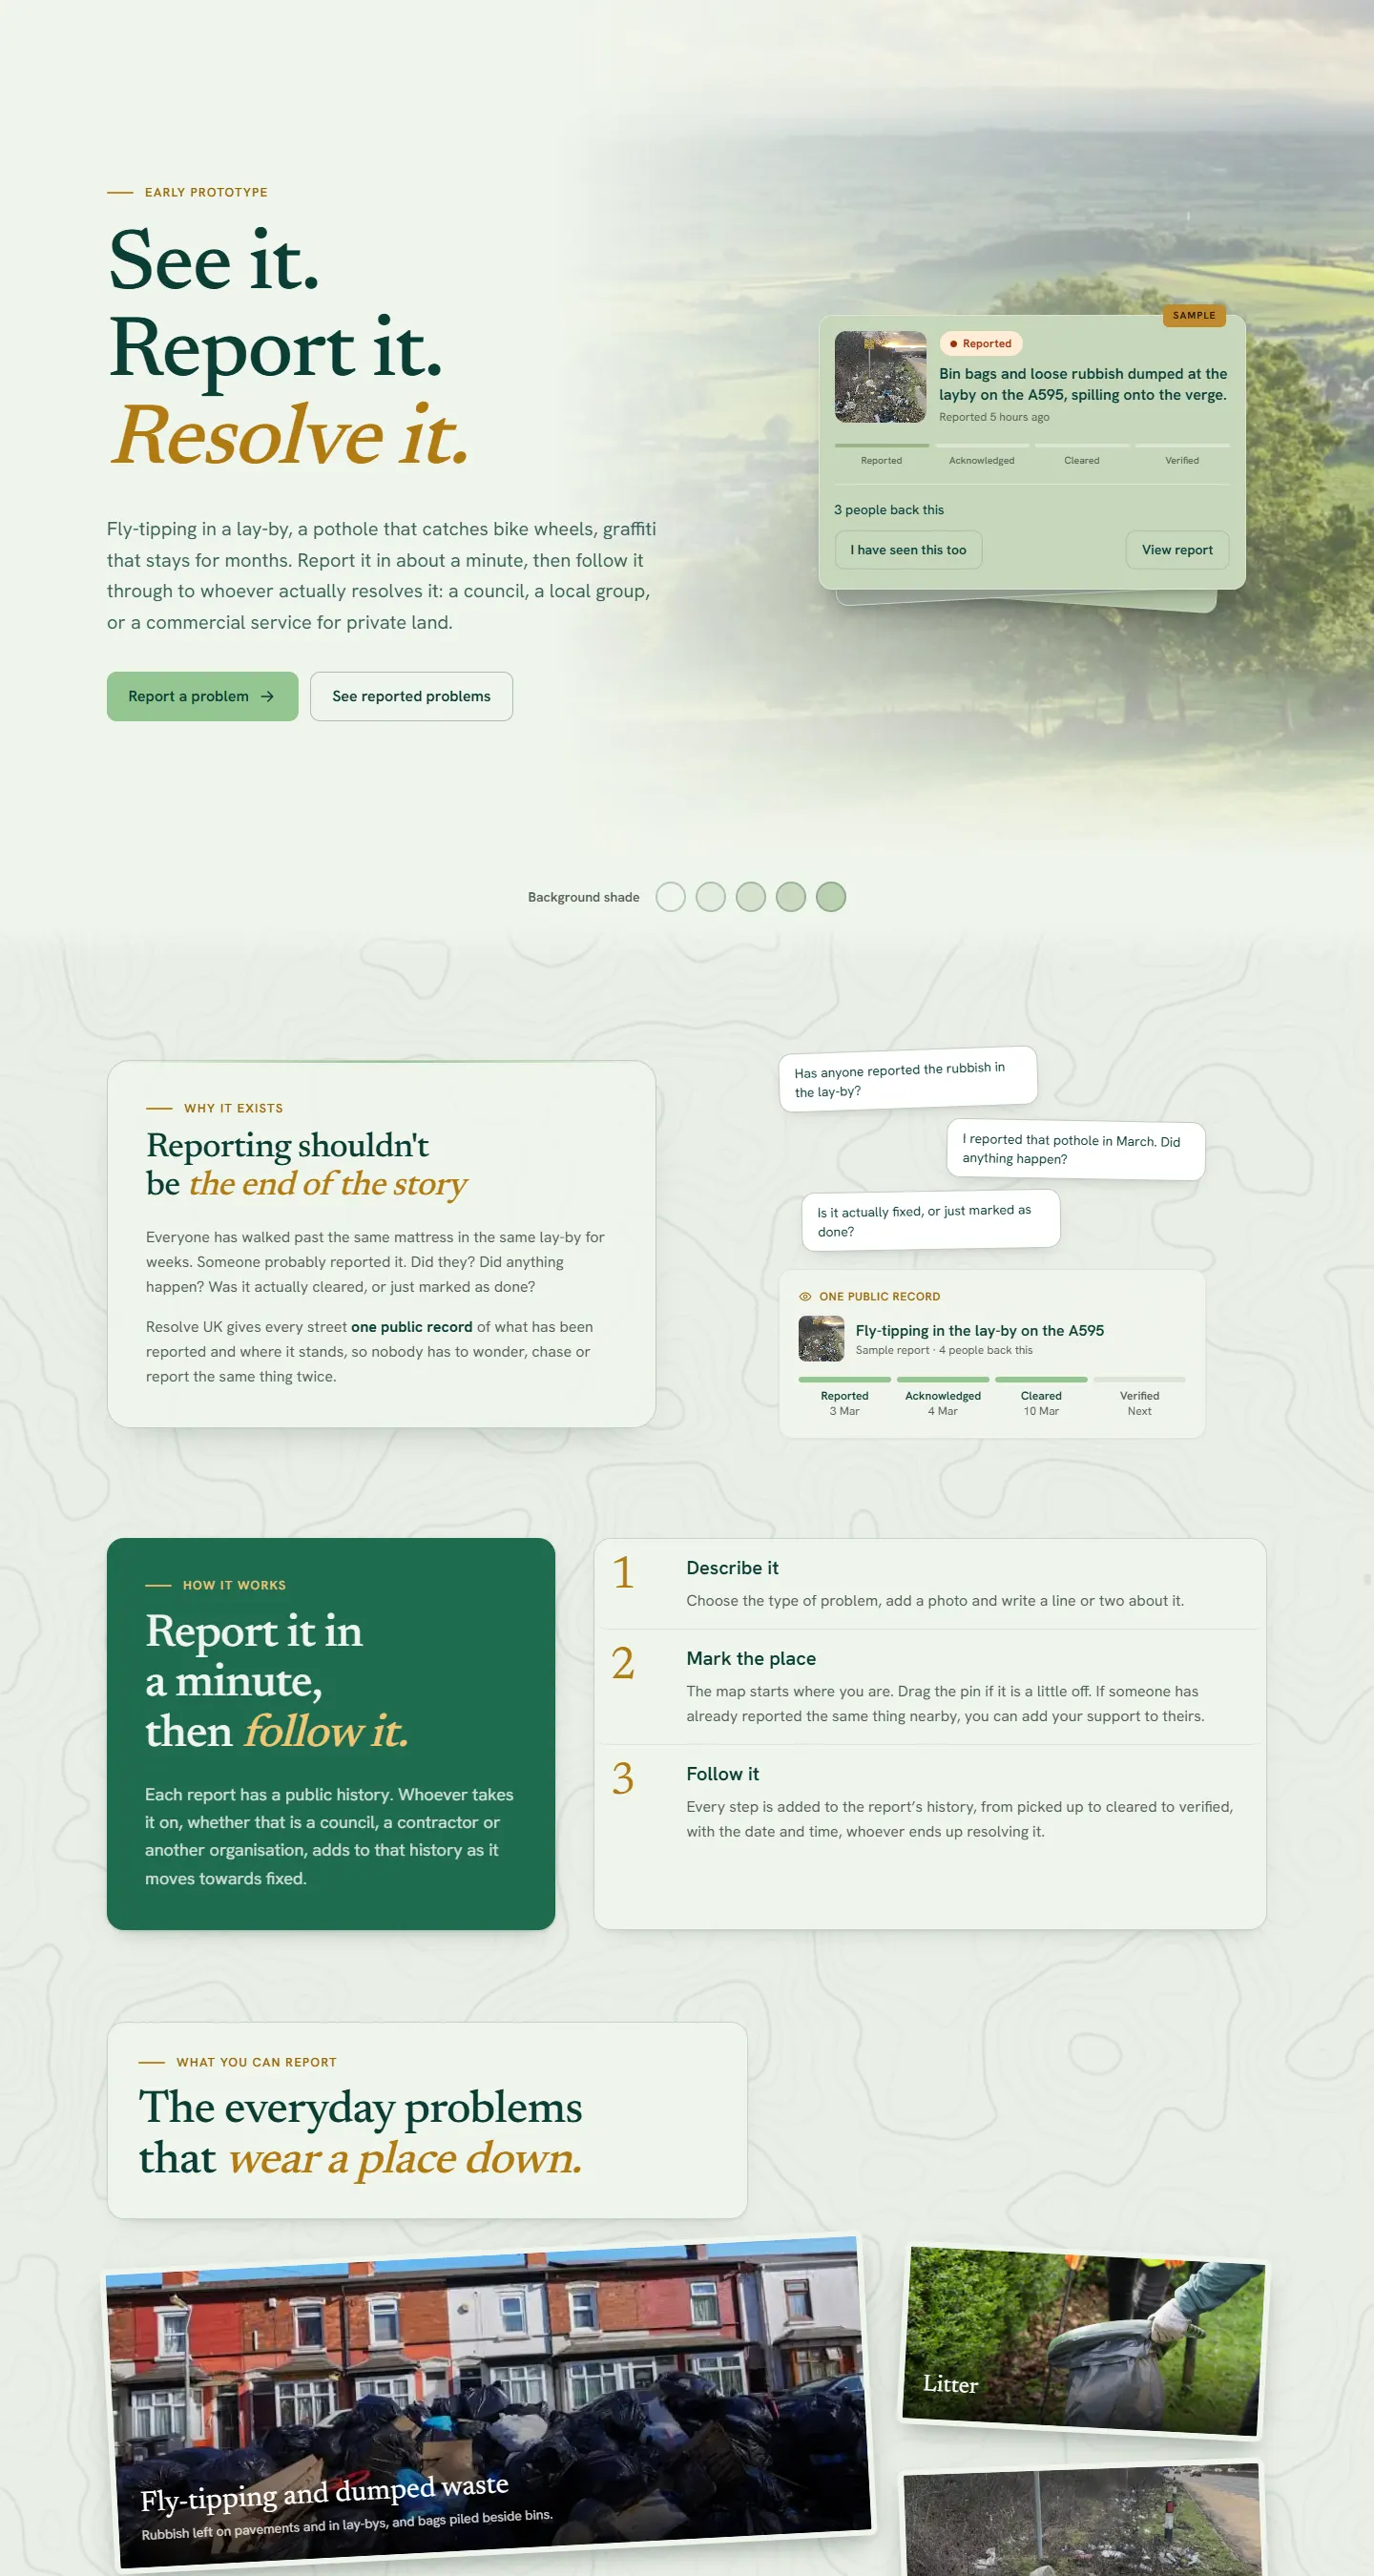 EARLY PROTOTYPE
See it.
Report it.
Resolve it.
Fly-tipping in a lay-by, a pothole that catches bike wheels, graffiti
that stays for months. Report it in about a minute, then follow it
through to whoever actually resolves it: a council, a local group,
or a commercial service for private land.
Report a problem →
See reported problems
SAMPLE
Reported
Bin bags and loose rubbish dumped at the
layby on the A595, spilling onto the verge.
Reported 5 hours ago
Reported
Acknowledged
Cleared
Verified
3 people back this
I have seen this too
View report
Background shade
WHY IT EXISTS
Reporting shouldn't
be the end of the story
Everyone has walked past the same mattress in the same lay-by for
weeks. Someone probably reported it. Did they? Did anything
happen? Was it actually cleared, or just marked as done?
Resolve UK gives every street one public record of what has been
reported and where it stands, so nobody has to wonder, chase or
report the same thing twice.
Has anyone reported the rubbish in
the lay-by?
I reported that pothole in March. Did
anything happen?
Is it actually fixed, or just marked as
done?
ONE PUBLIC RECORD
Fly-tipping in the lay-by on the A595
Sample report · 4 people back this
Reported
3 Mar
Acknowledged
4 Mar
Cleared
10 Mar
Verified
Next
HOW IT WORKS
Report it in
a minute,
then follow it.
Each report has a public history. Whoever takes
it on, whether that is a council, a contractor or
another organisation, adds to that history as it
moves towards fixed.
1
Describe it
Choose the type of problem, add a photo and write a line or two about it.
2
Mark the place
The map starts where you are. Drag the pin if it is a little off. If someone has
already reported the same thing nearby, you can add your support to theirs.
3
Follow it
Every step is added to the report’s history, from picked up to cleared to verified,
with the date and time, whoever ends up resolving it.
WHAT YOU CAN REPORT
The everyday problems
that wear a place down.
Fly-tipping and dumped waste
Rubbish left on pavements and in lay-bys, and bags piled beside bins.
Litter